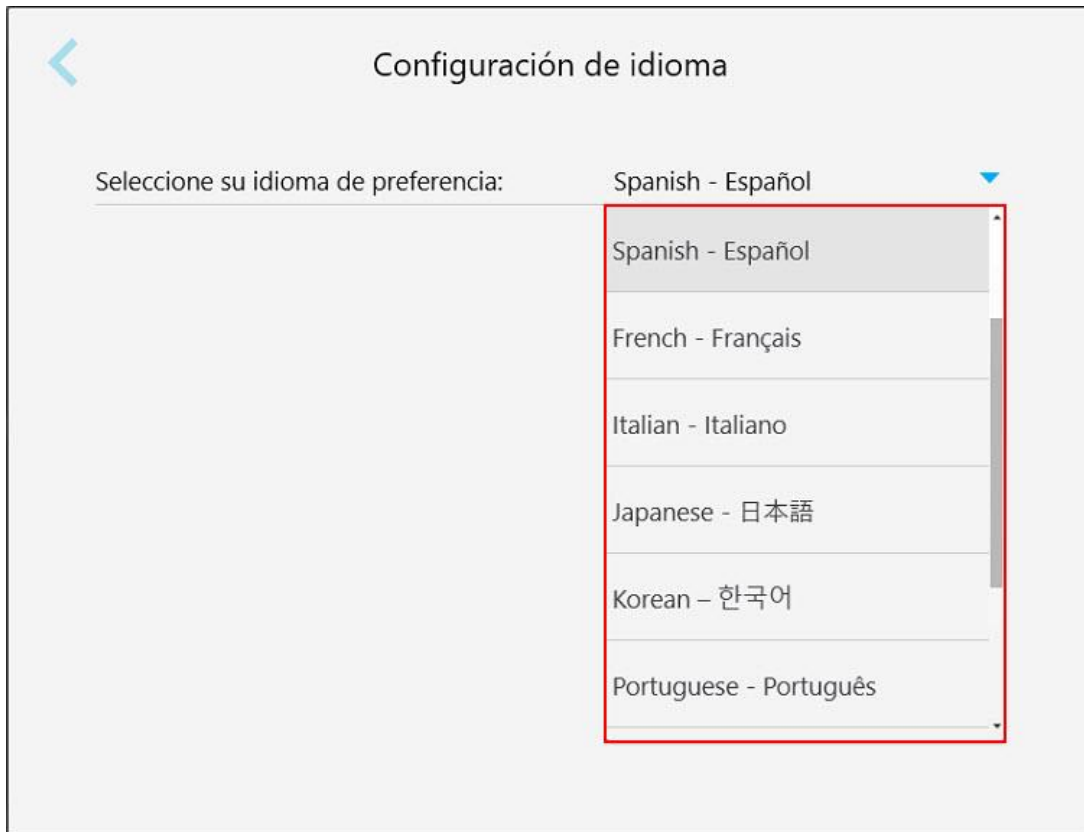 Configuración de idioma
Seleccione su idioma de preferencia: Spanish - Español
Spanish - Español
French - Français
Italian - Italiano
Japanese - 日本語
Korean – 한국어
Portuguese - Português